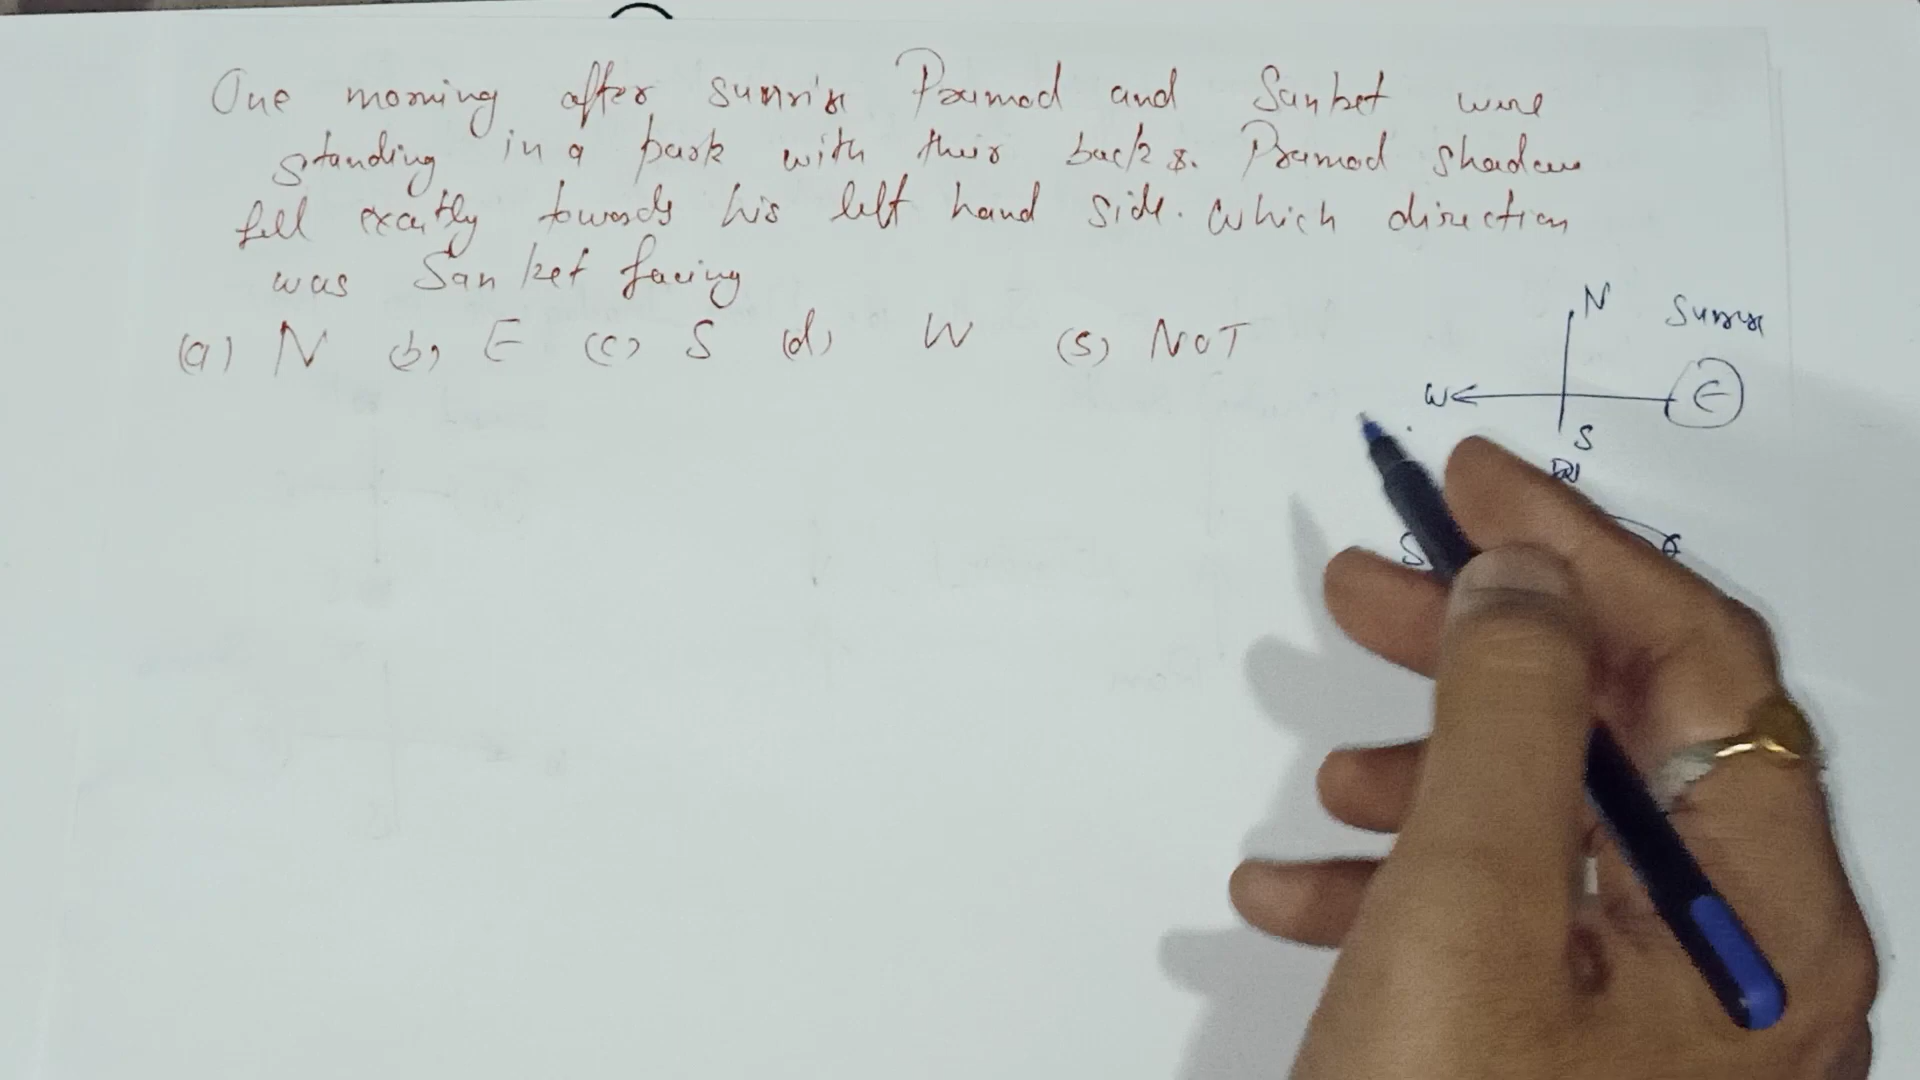 One morning after sunrise Pramod and Sanket were
standing in a park with their backs. Pramod shadow
fell exactly towards his left hand side. Which direction
was Sanket facing
(a) N (b) E (c) S (d) W (s) NOT
N Sunrise
W E
S
S